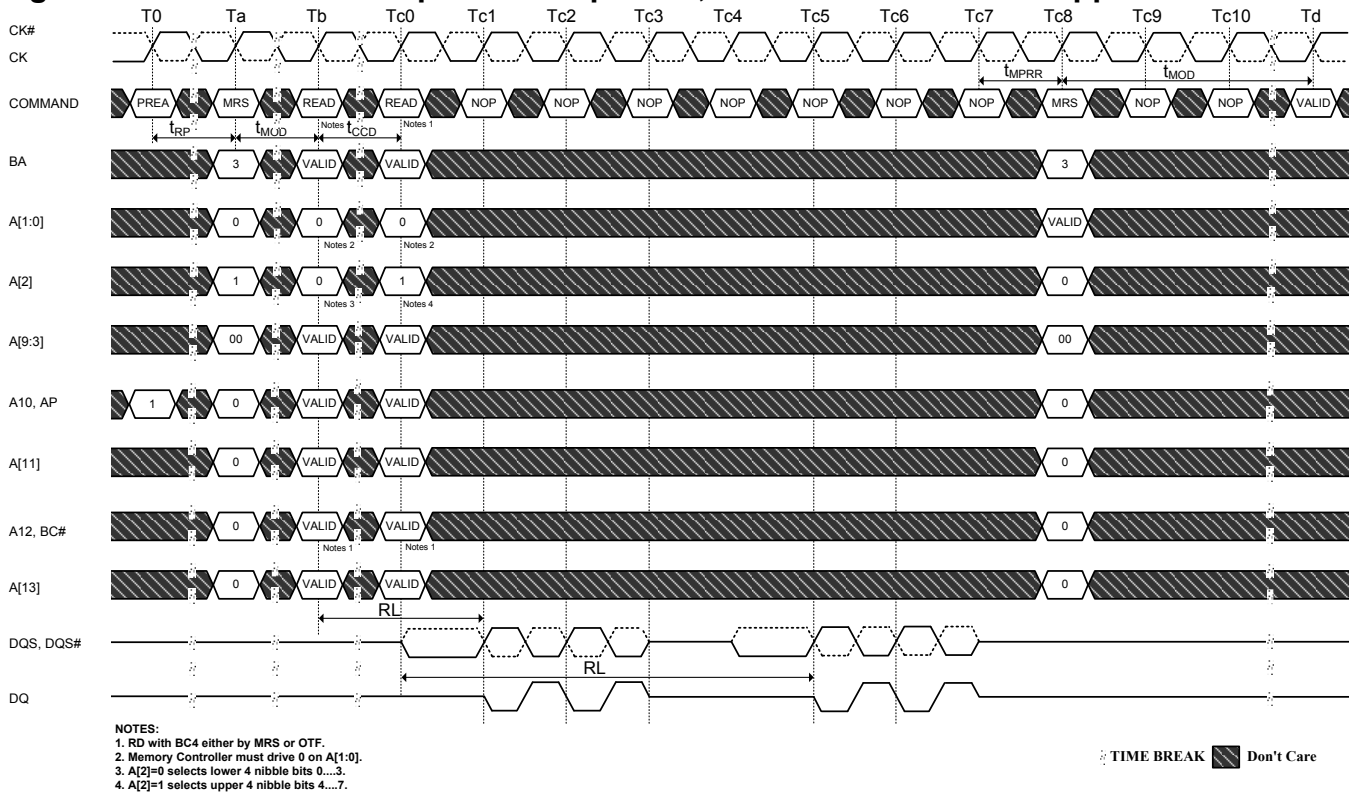 T0 Ta Tb Tc0 Tc1 Tc2 Tc3 Tc4 Tc5 Tc6 Tc7 Tc8 Tc9 Tc10 Td
CK#
CK
tMPRR tMOD
COMMAND PREA MRS READ READ NOP NOP NOP NOP NOP NOP NOP MRS NOP NOP VALID
Notes 1 Notes 1
tRP tMOD tCCD
BA 3 VALID VALID 3
A[1:0] 0 0 0 VALID
Notes 2 Notes 2
A[2] 1 0 1 0
Notes 3 Notes 4
A[9:3] 00 VALID VALID 00
A10, AP 1 0 VALID VALID 0
A[11] 0 VALID VALID 0
A12, BC# 0 VALID VALID 0
Notes 1 Notes 1
A[13] 0 VALID VALID 0
RL
DQS, DQS#
RL
DQ
NOTES:
1. RD with BC4 either by MRS or OTF.
2. Memory Controller must drive 0 on A[1:0].
3. A[2]=0 selects lower 4 nibble bits 0....3.
4. A[2]=1 selects upper 4 nibble bits 4....7.
TIME BREAK Don't Care